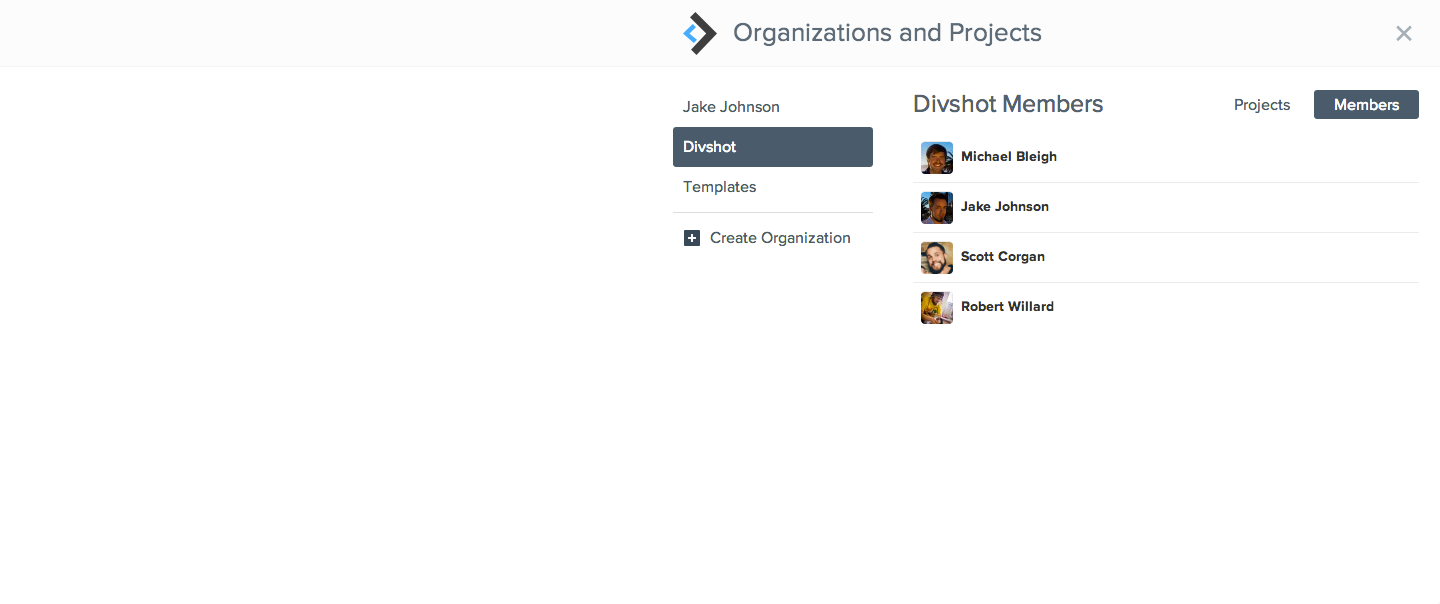 Organizations and Projects
Jake Johnson
Divshot
Templates
Create Organization
Divshot Members
Projects
Members
Michael Bleigh
Jake Johnson
Scott Corgan
Robert Willard